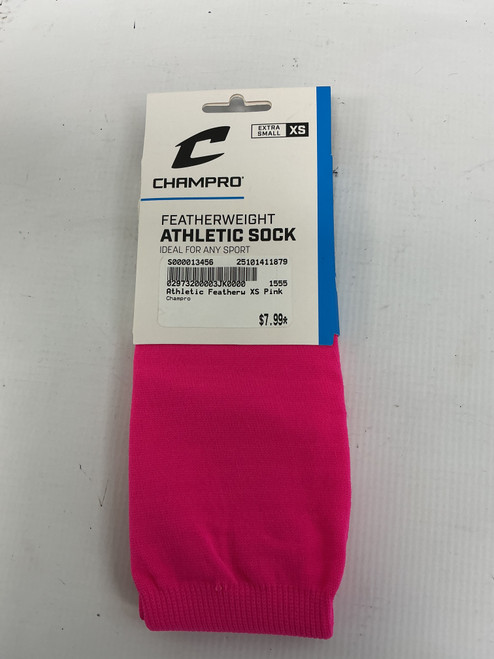 EXTRA
SMALL XS
CHAMPRO®
FEATHERWEIGHT
ATHLETIC SOCK
IDEAL FOR ANY SPORT
S000013456 25101411879
02973200003JK0000 1555
Athletic Featherw XS Pink
Champro
$7.99*